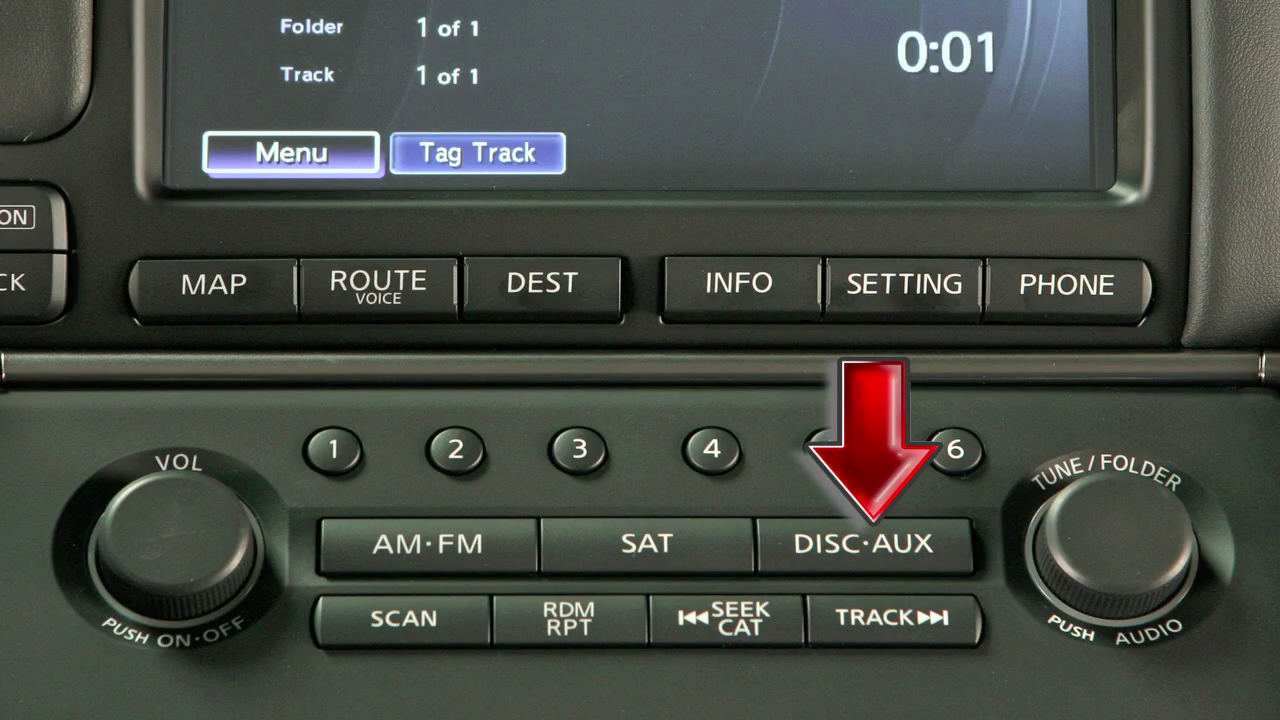 Folder 1 of 1
Track 1 of 1
0:01
Menu Tag Track
ON
CK
MAP ROUTE VOICE DEST INFO SETTING PHONE
1 2 3 4 6
VOL
PUSH ON·OFF
AM·FM SAT DISC·AUX
SCAN RDM RPT SEEK CAT TRACK
TUNE / FOLDER
PUSH AUDIO